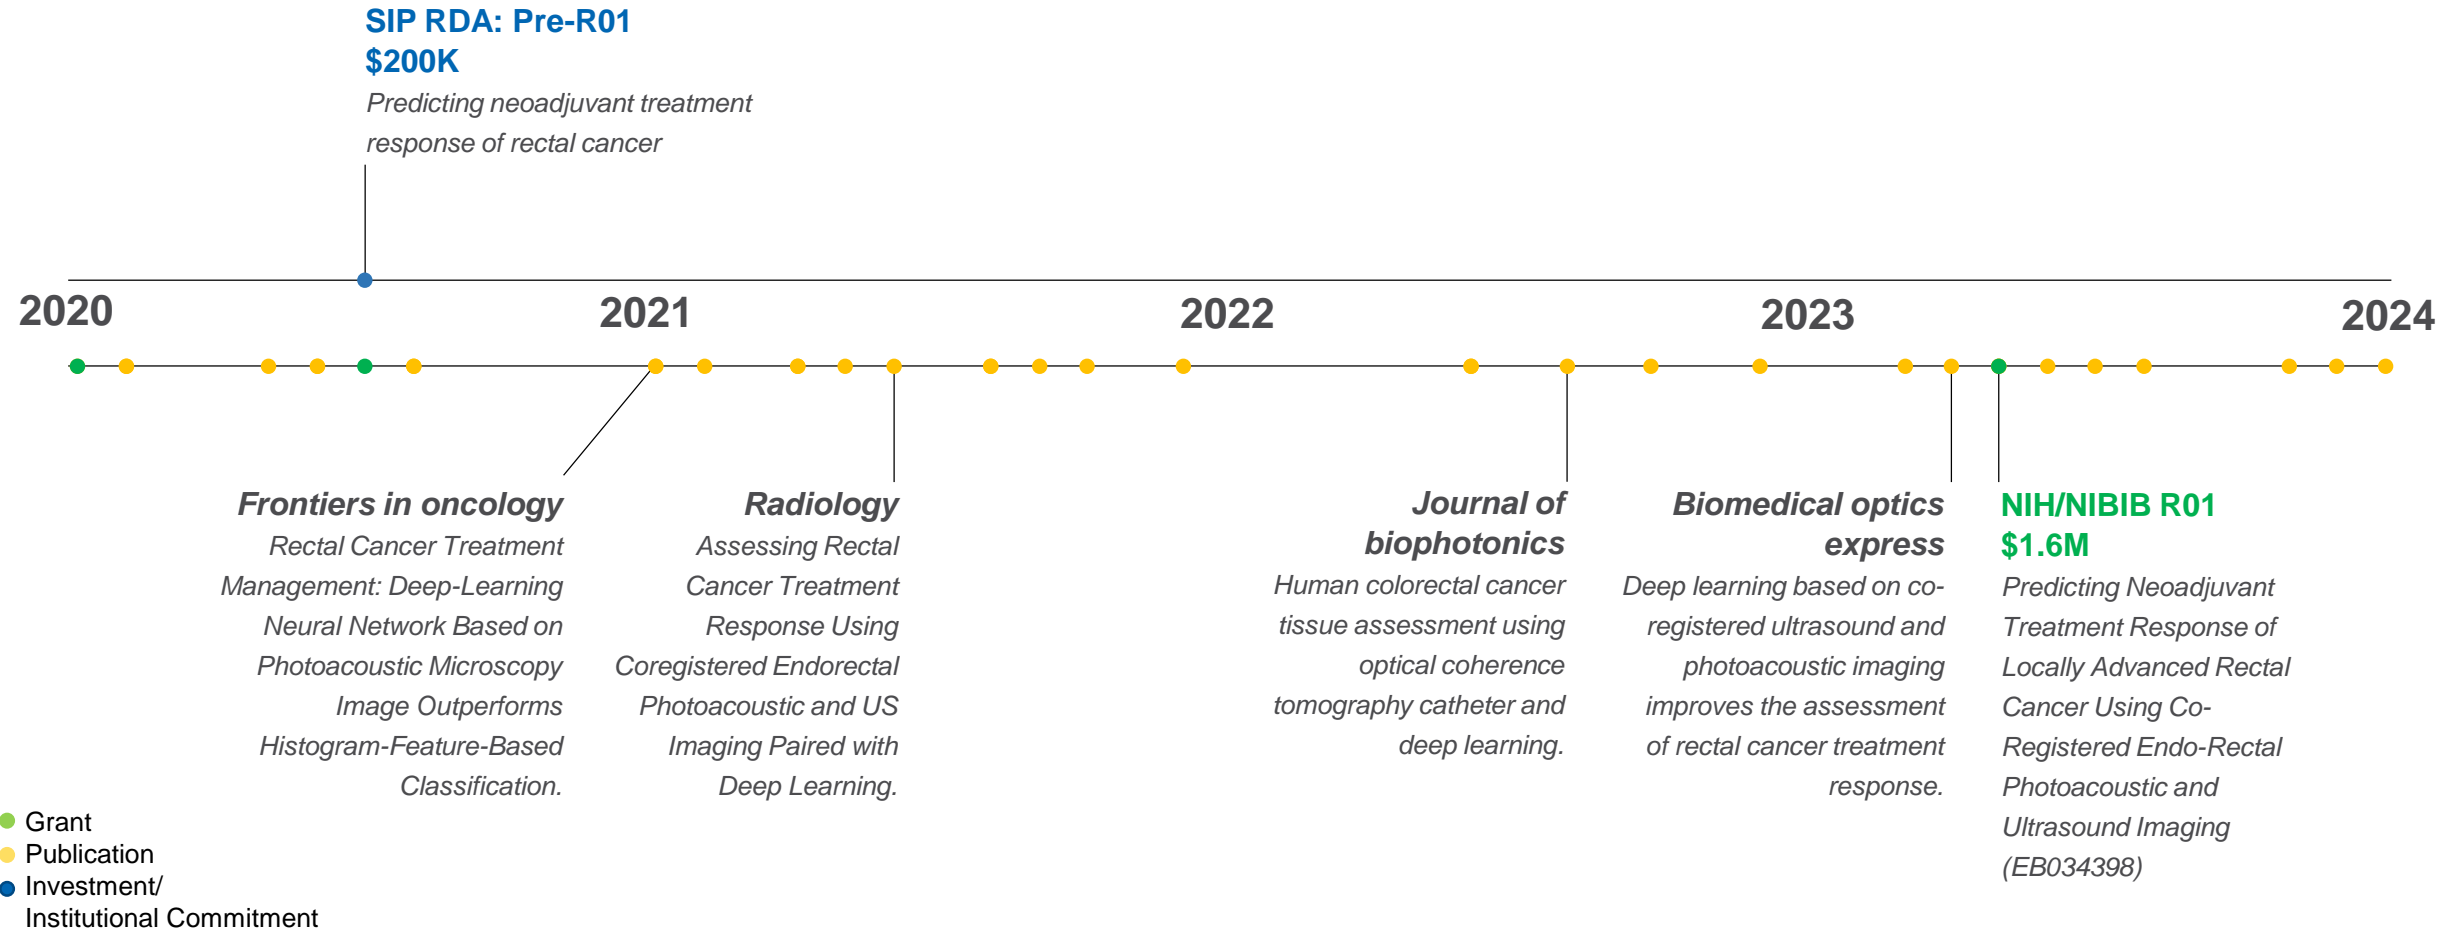 SIP RDA: Pre-R01
$200K
Predicting neoadjuvant treatment
response of rectal cancer
2020
2021
2022
2023
2024
Frontiers in oncology
Rectal Cancer Treatment
Management: Deep-Learning
Neural Network Based on
Photoacoustic Microscopy
Image Outperforms
Histogram-Feature-Based
Classification.
Radiology
Assessing Rectal
Cancer Treatment
Response Using
Coregistered Endorectal
Photoacoustic and US
Imaging Paired with
Deep Learning.
Journal of
biophotonics
Human colorectal cancer
tissue assessment using
optical coherence
tomography catheter and
deep learning.
Biomedical optics
express
Deep learning based on co-
registered ultrasound and
photoacoustic imaging
improves the assessment
of rectal cancer treatment
response.
NIH/NIBIB R01
$1.6M
Predicting Neoadjuvant
Treatment Response of
Locally Advanced Rectal
Cancer Using Co-
Registered Endo-Rectal
Photoacoustic and
Ultrasound Imaging
(EB034398)
Grant
Publication
Investment/
Institutional Commitment